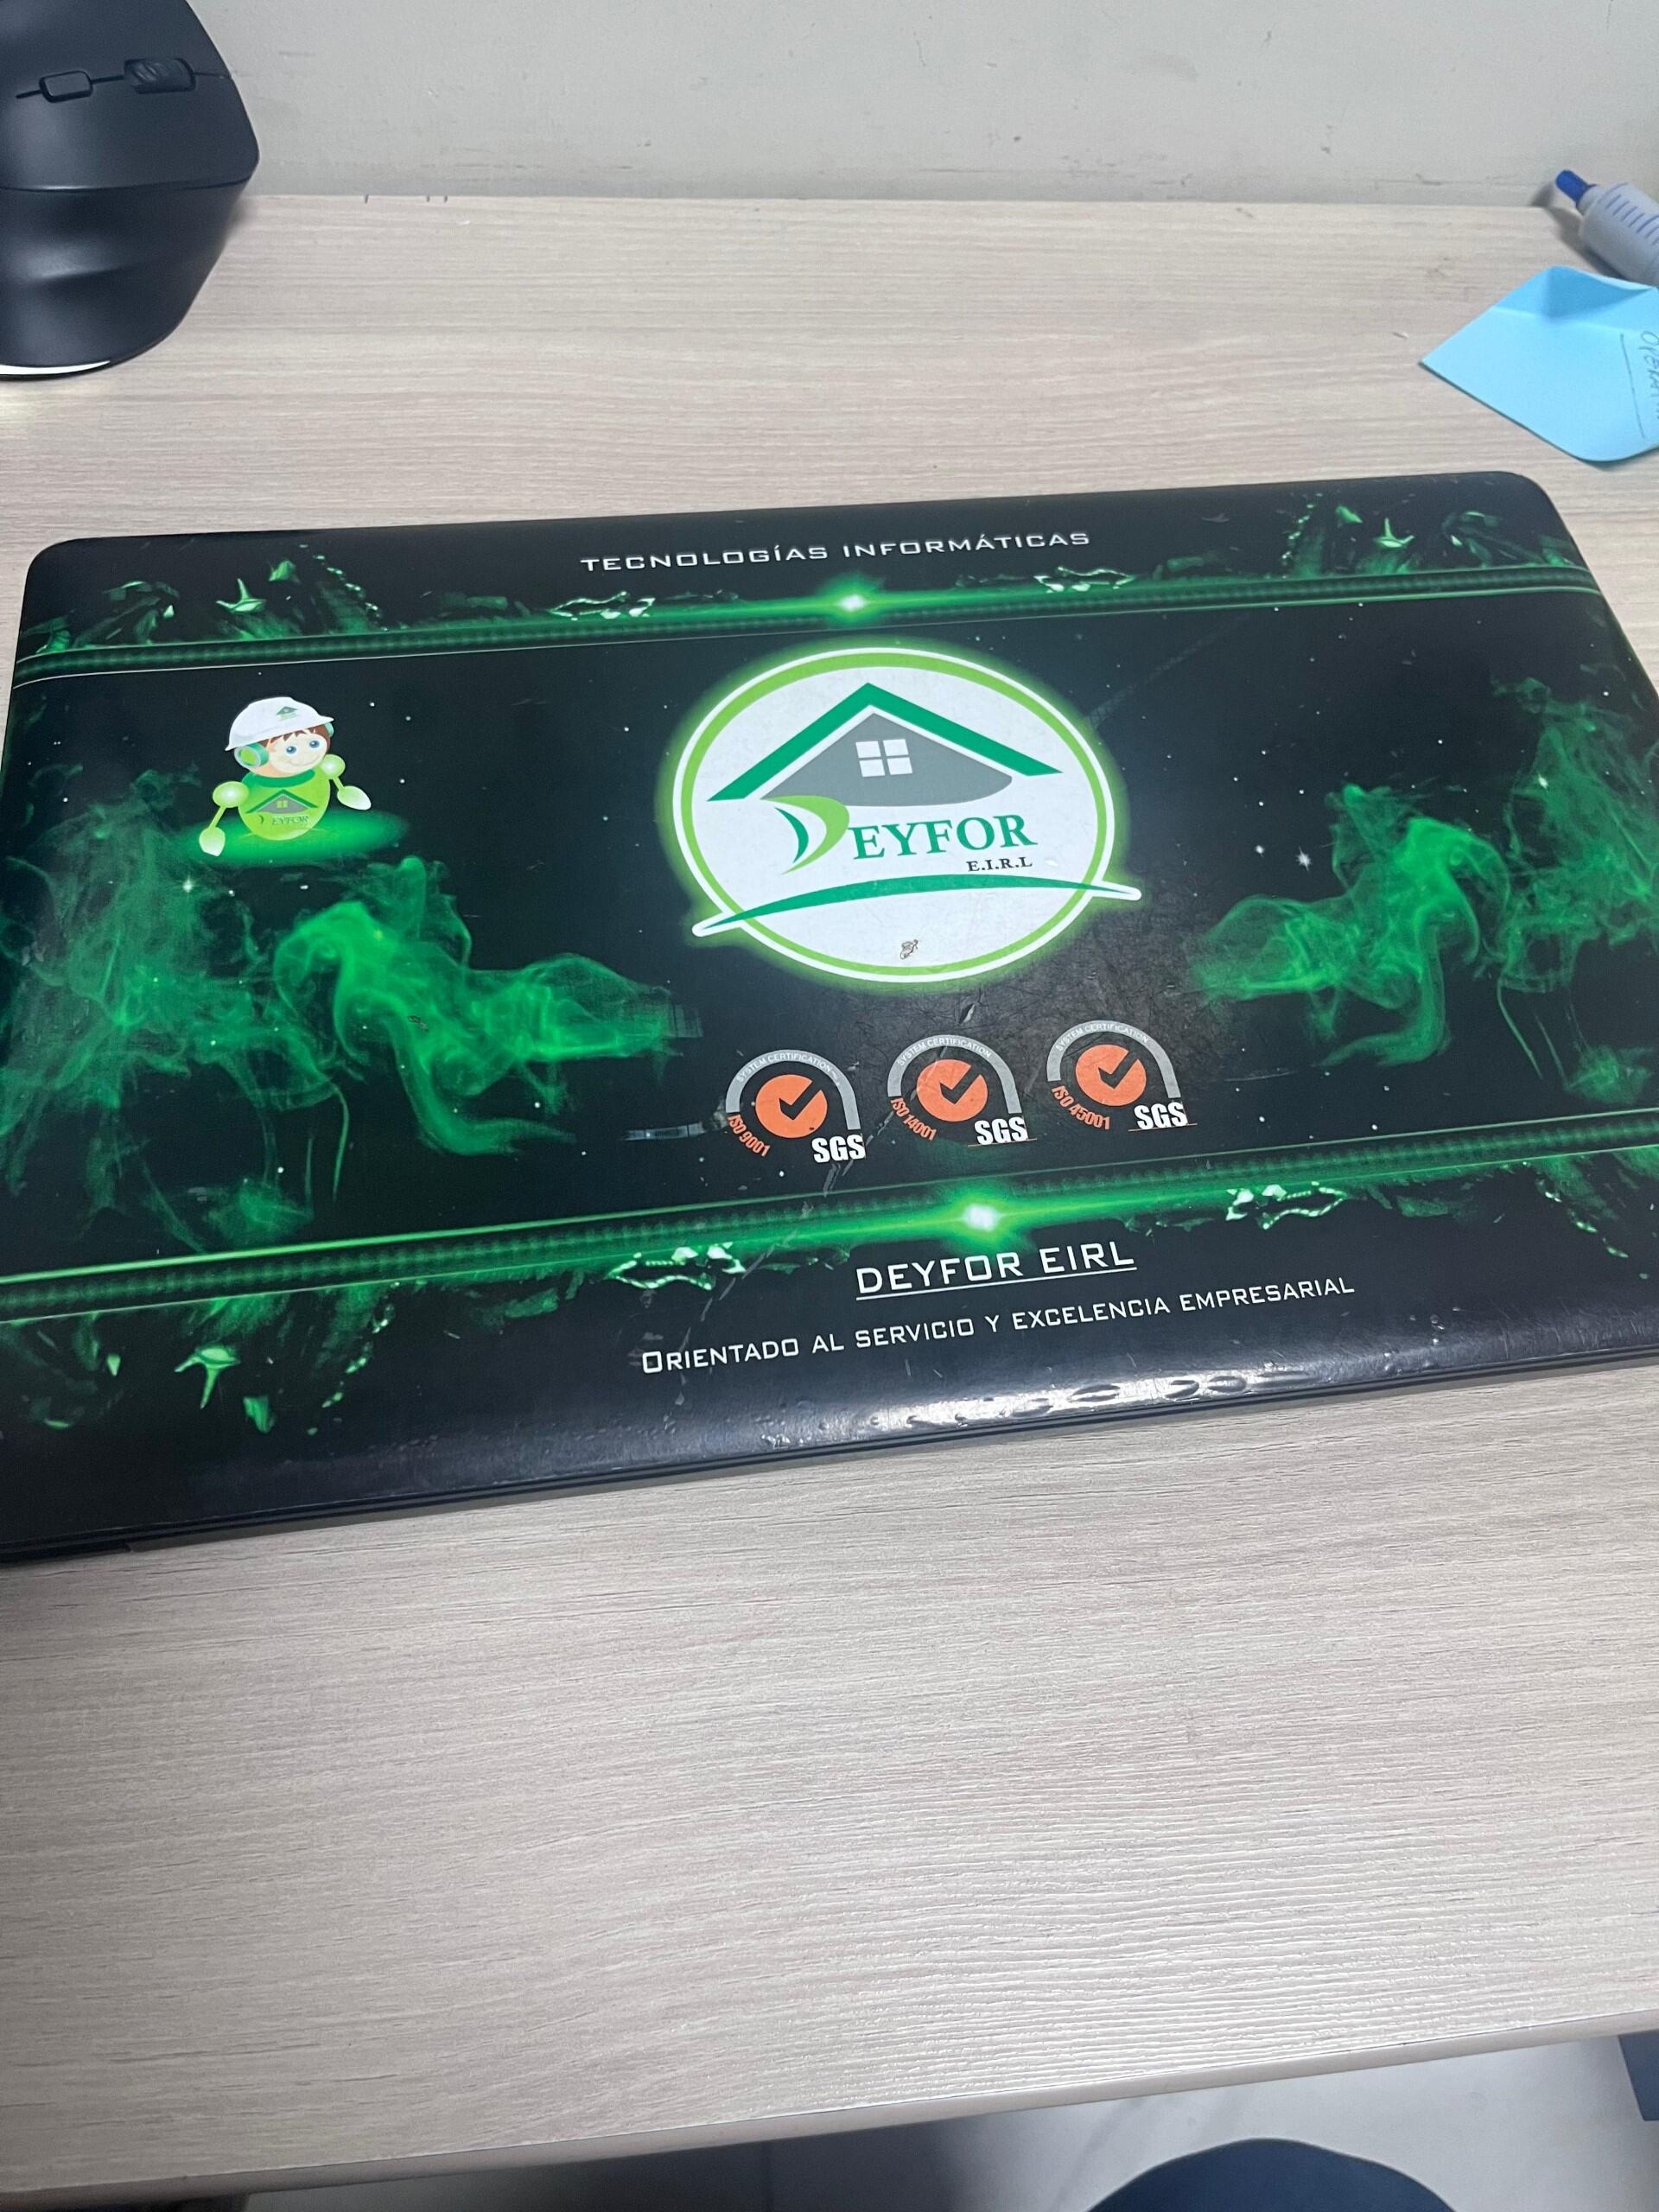 TECNOLOGÍAS INFORMÁTICAS
DEYFOR
E.I.R.L
DEYFOR
SYSTEM CERTIFICATION
ISO 9001
SGS
SYSTEM CERTIFICATION
ISO 14001
SGS
SYSTEM CERTIFICATION
ISO 45001
SGS
DEYFOR EIRL
ORIENTADO AL SERVICIO Y EXCELENCIA EMPRESARIAL